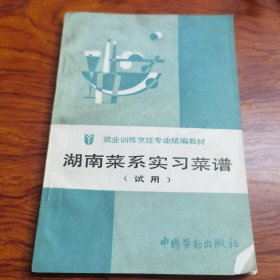 就业训练烹饪专业统编教材
湖南菜系实习菜谱
（试用）
中国劳动出版社